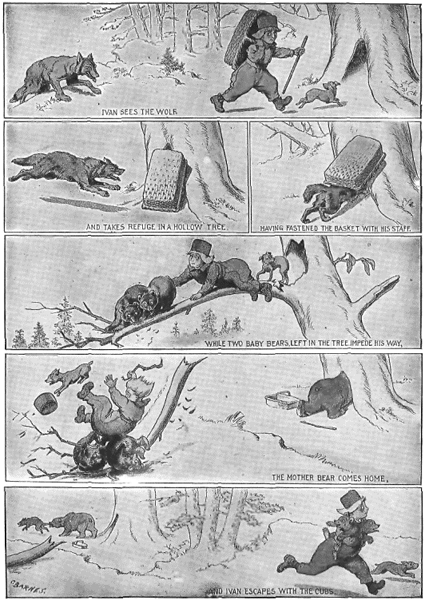 IVAN SEES THE WOLF.
AND TAKES REFUGE IN A HOLLOW TREE.
HAVING FASTENED THE BASKET WITH HIS STAFF.
WHILE TWO BABY BEARS, LEFT IN THE TREE IMPEDE HIS WAY,
THE MOTHER BEAR COMES HOME,
AND IVAN ESCAPES WITH THE CUBS.
C BARNES.